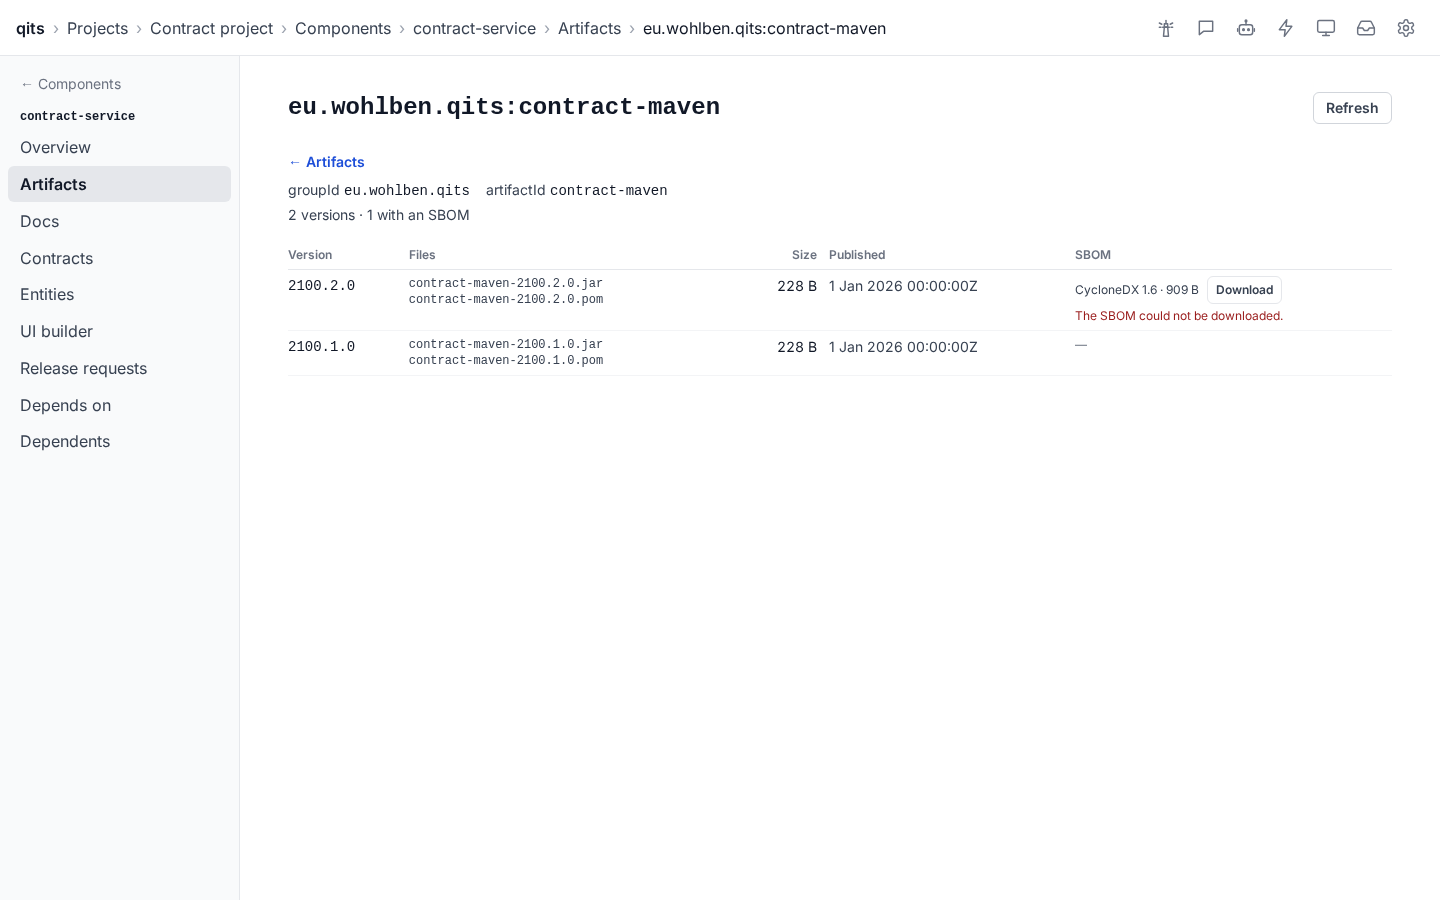 qits › Projects › Contract project › Components › contract-service › Artifacts › eu.wohlben.qits:contract-maven
← Components
contract-service
Overview
Artifacts
Docs
Contracts
Entities
UI builder
Release requests
Depends on
Dependents
eu.wohlben.qits:contract-maven
Refresh
← Artifacts
groupId eu.wohlben.qits artifactId contract-maven
2 versions · 1 with an SBOM
Version Files Size Published SBOM
2100.2.0 contract-maven-2100.2.0.jar 228 B 1 Jan 2026 00:00:00Z CycloneDX 1.6 · 909 B Download
contract-maven-2100.2.0.pom
The SBOM could not be downloaded.
2100.1.0 contract-maven-2100.1.0.jar 228 B 1 Jan 2026 00:00:00Z —
contract-maven-2100.1.0.pom